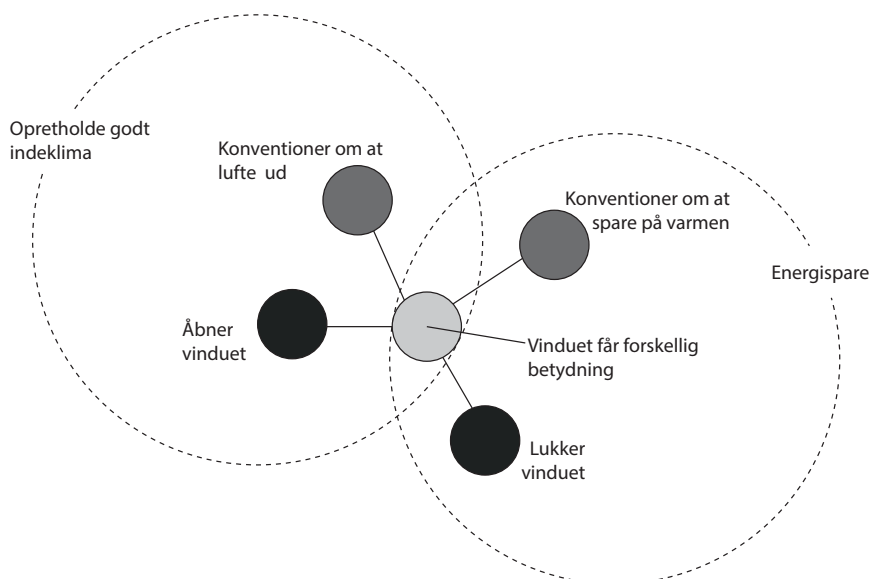 Opretholde godt
indeklima
Konventioner om at
lufte ud
Konventioner om at
spare på varmen
Energispare
Åbner
vinduet
Vinduet får forskellig
betydning
Lukker
vinduet